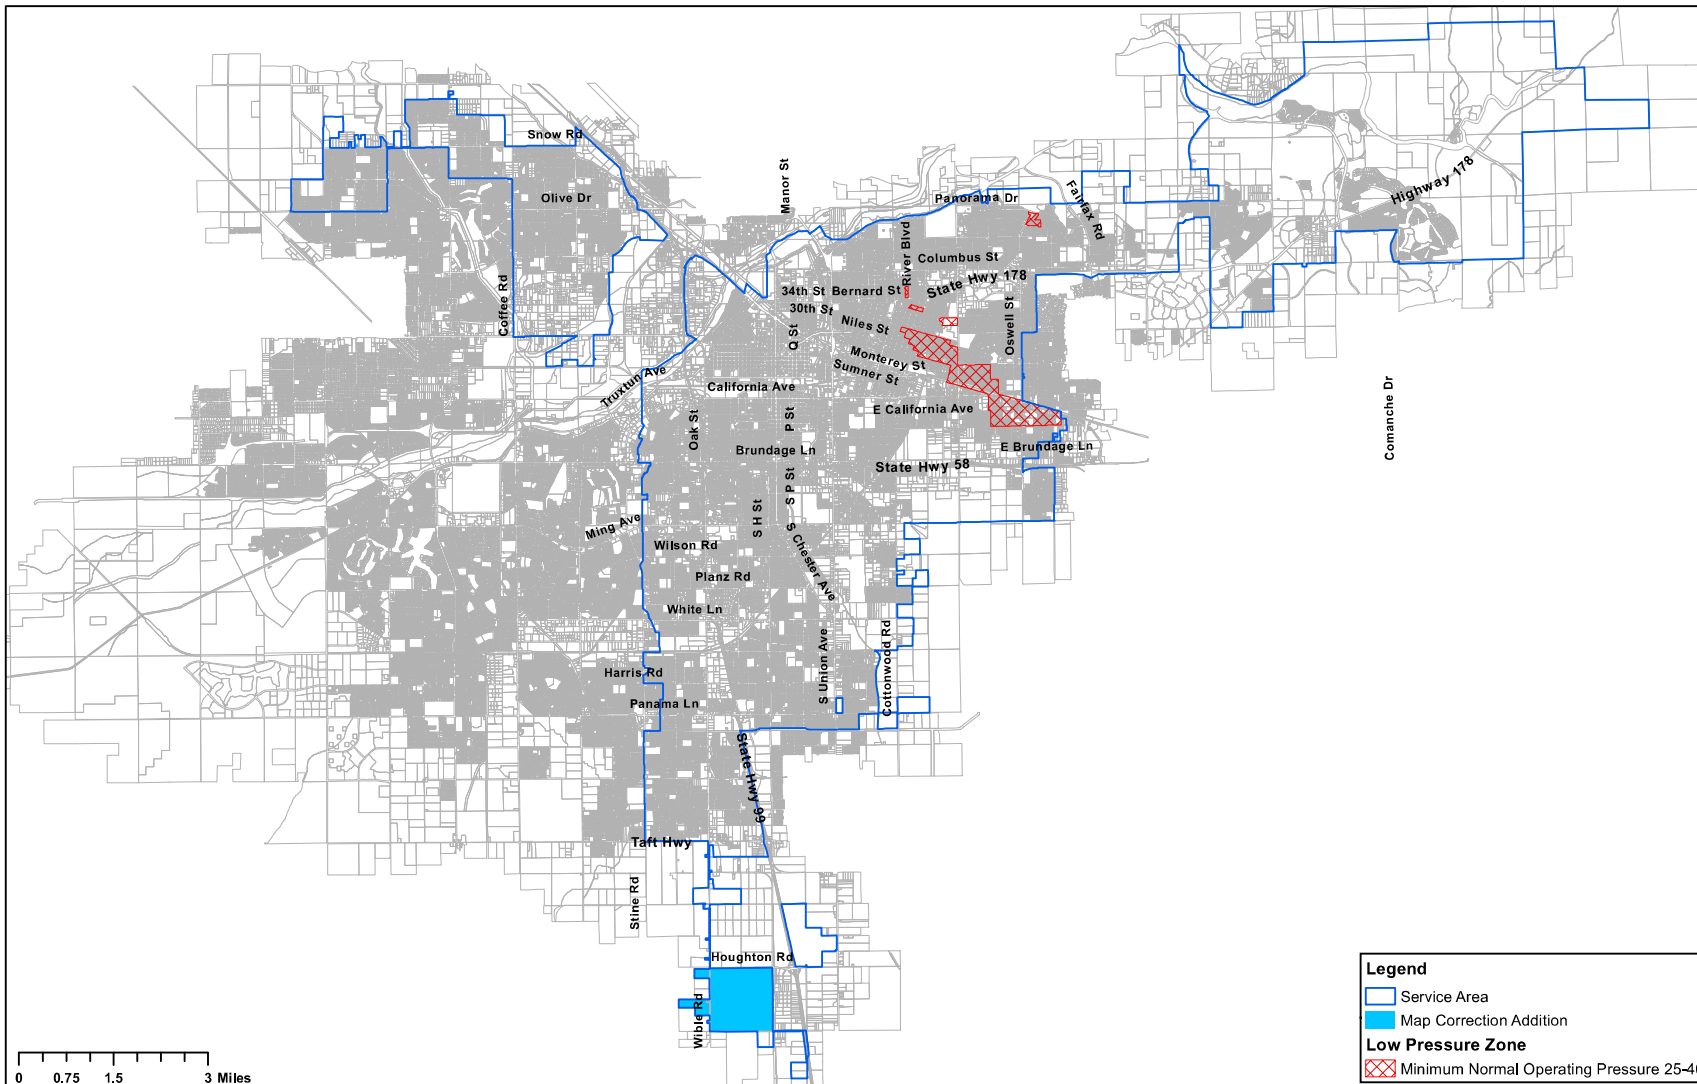 Snow Rd
Manor St
Olive Dr
Panorama Dr
Fairfax Rd
Highway 178
River Blvd
Columbus St
State Hwy 178
34th St
Bernard St
Coffee Rd
30th St
Niles St
Q St
Oswell St
Monterey St
Sumner St
Truxtun Ave
California Ave
E California Ave
P St
Oak St
Comanche Dr
Brundage Ln
E Brundage Ln
State Hwy 58
S P St
S H St
Ming Ave
Wilson Rd
S Chester Ave
Planz Rd
White Ln
S Union Ave
Cottonwood Rd
Harris Rd
Panama Ln
State Hwy 99
Taft Hwy
Stine Rd
Houghton Rd
Wible Rd
Legend
Service Area
Map Correction Addition
Low Pressure Zone
Minimum Normal Operating Pressure 25-4
0 0.75 1.5 3 Miles